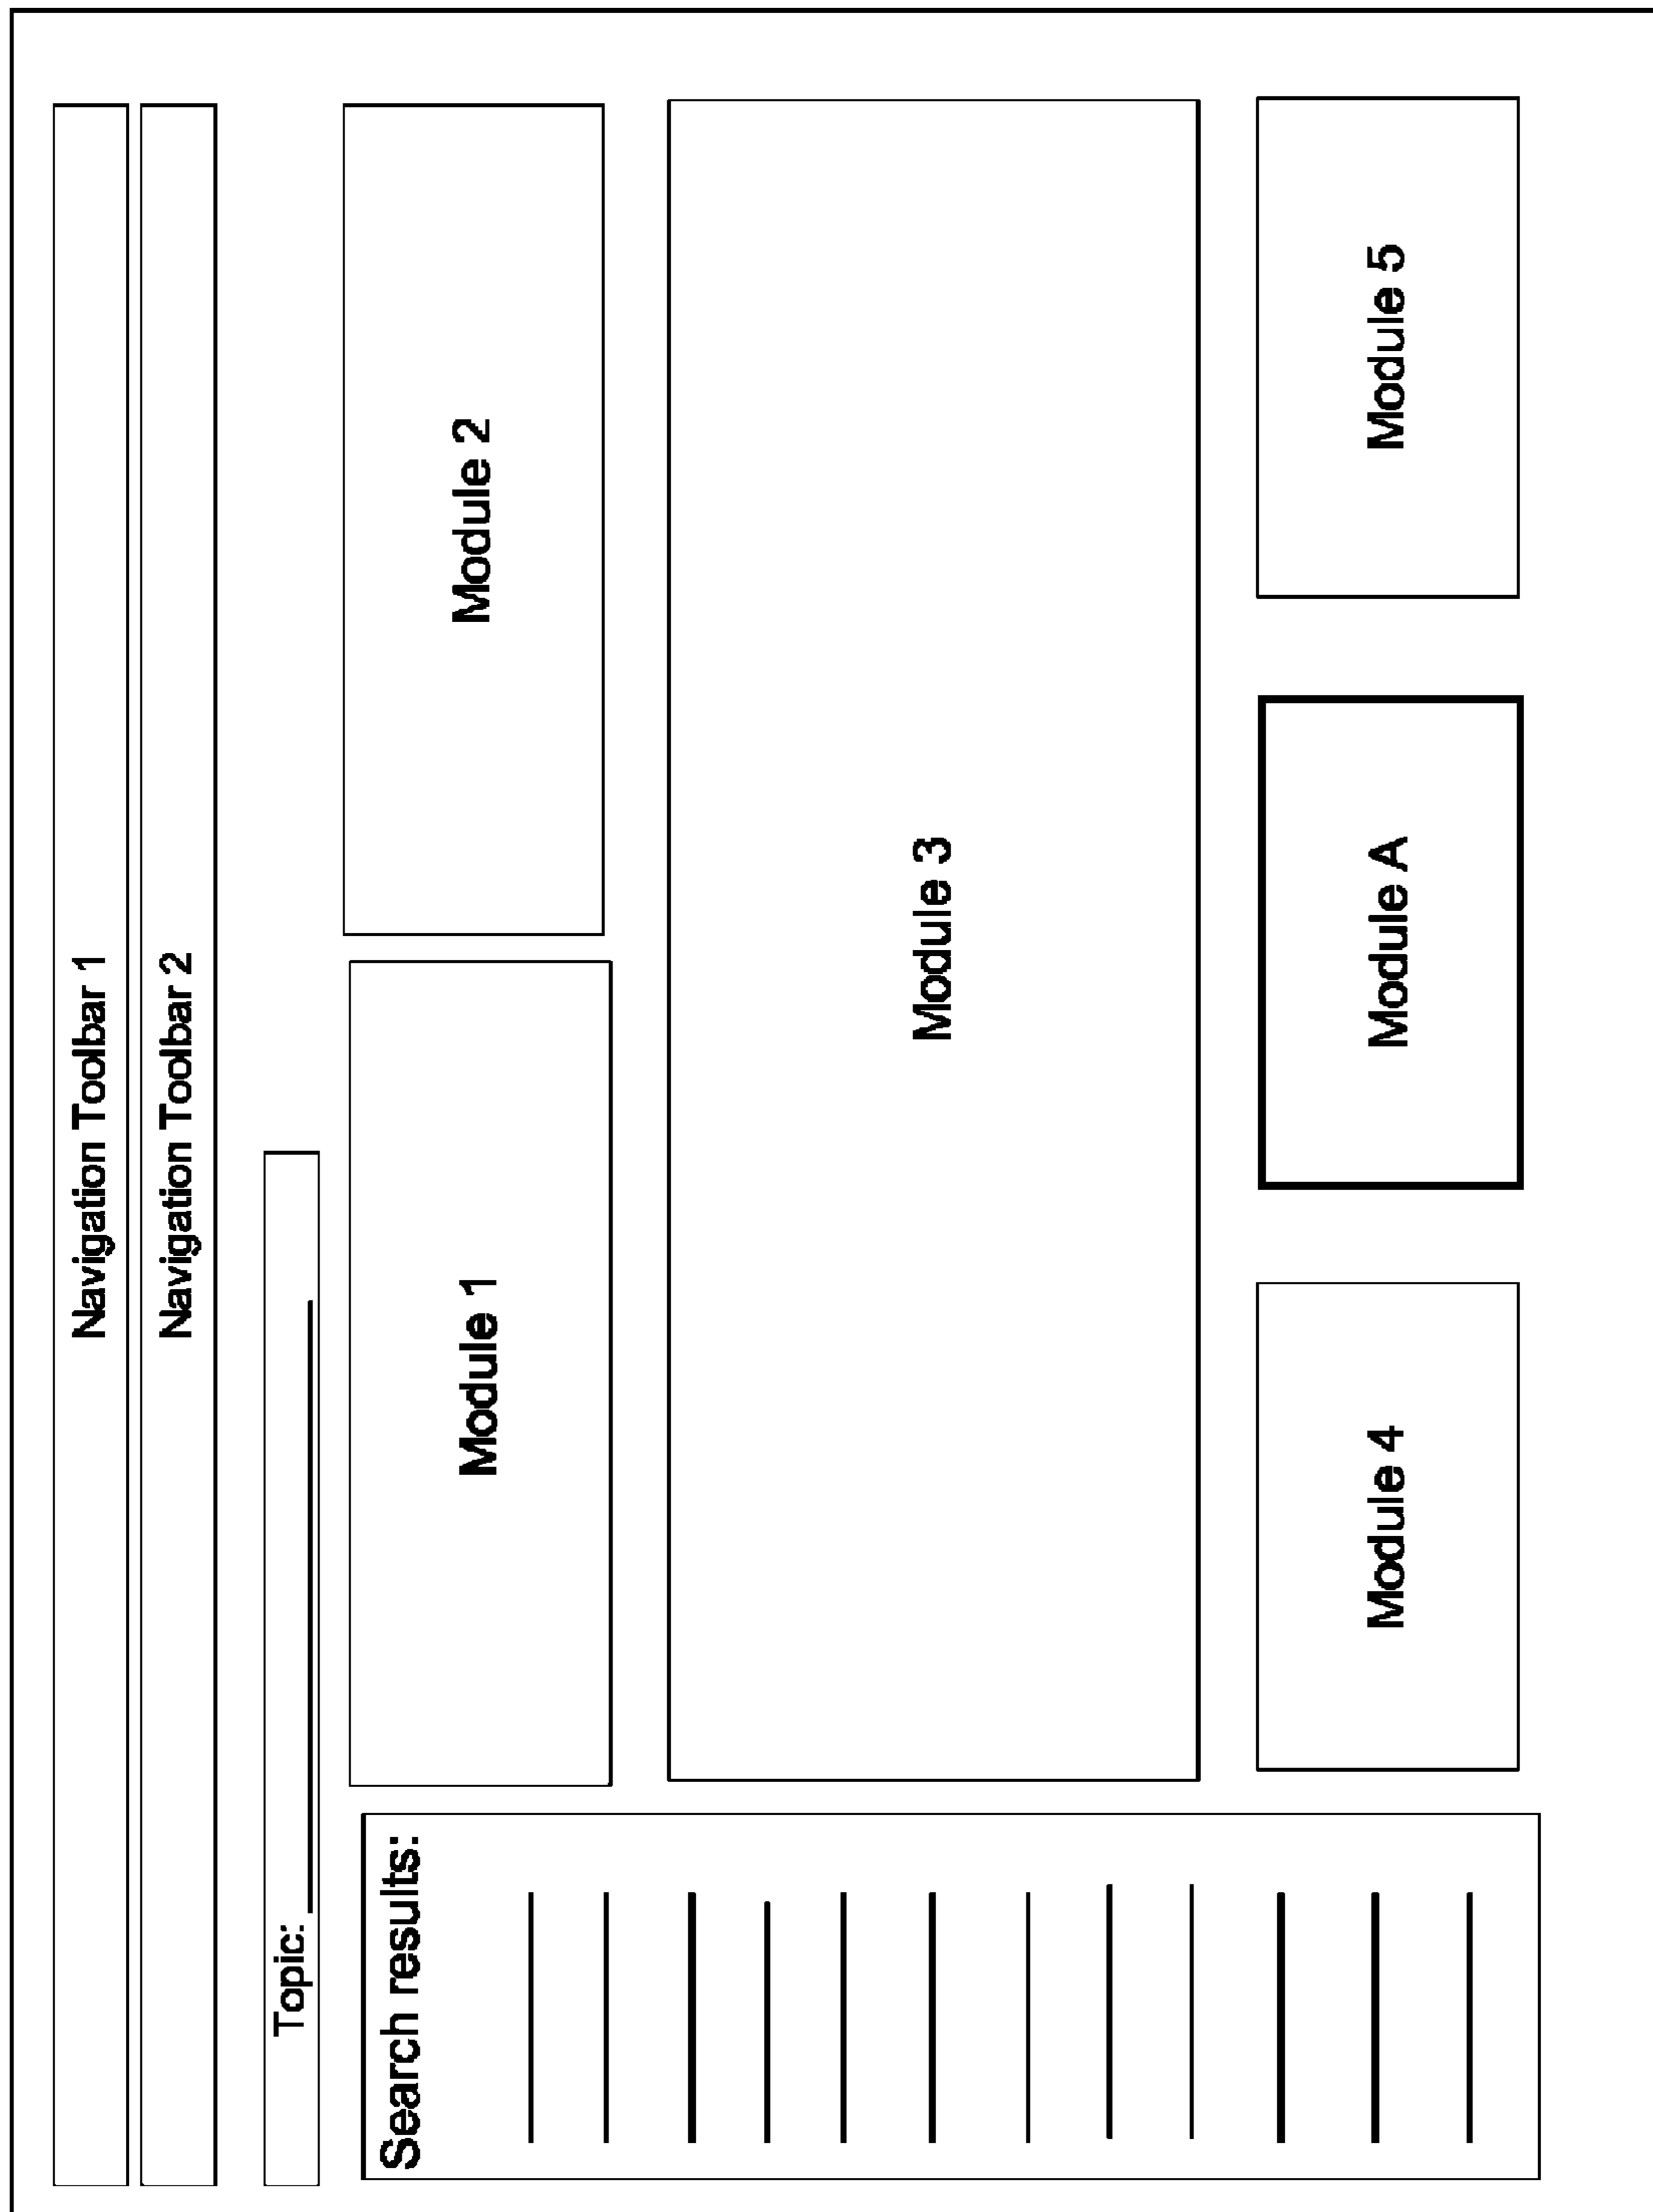 Navigation Toolbar 1
Navigation Toolbar 2
Topic:
Search results:
Module 1
Module 2
Module 3
Module 4
Module A
Module 5